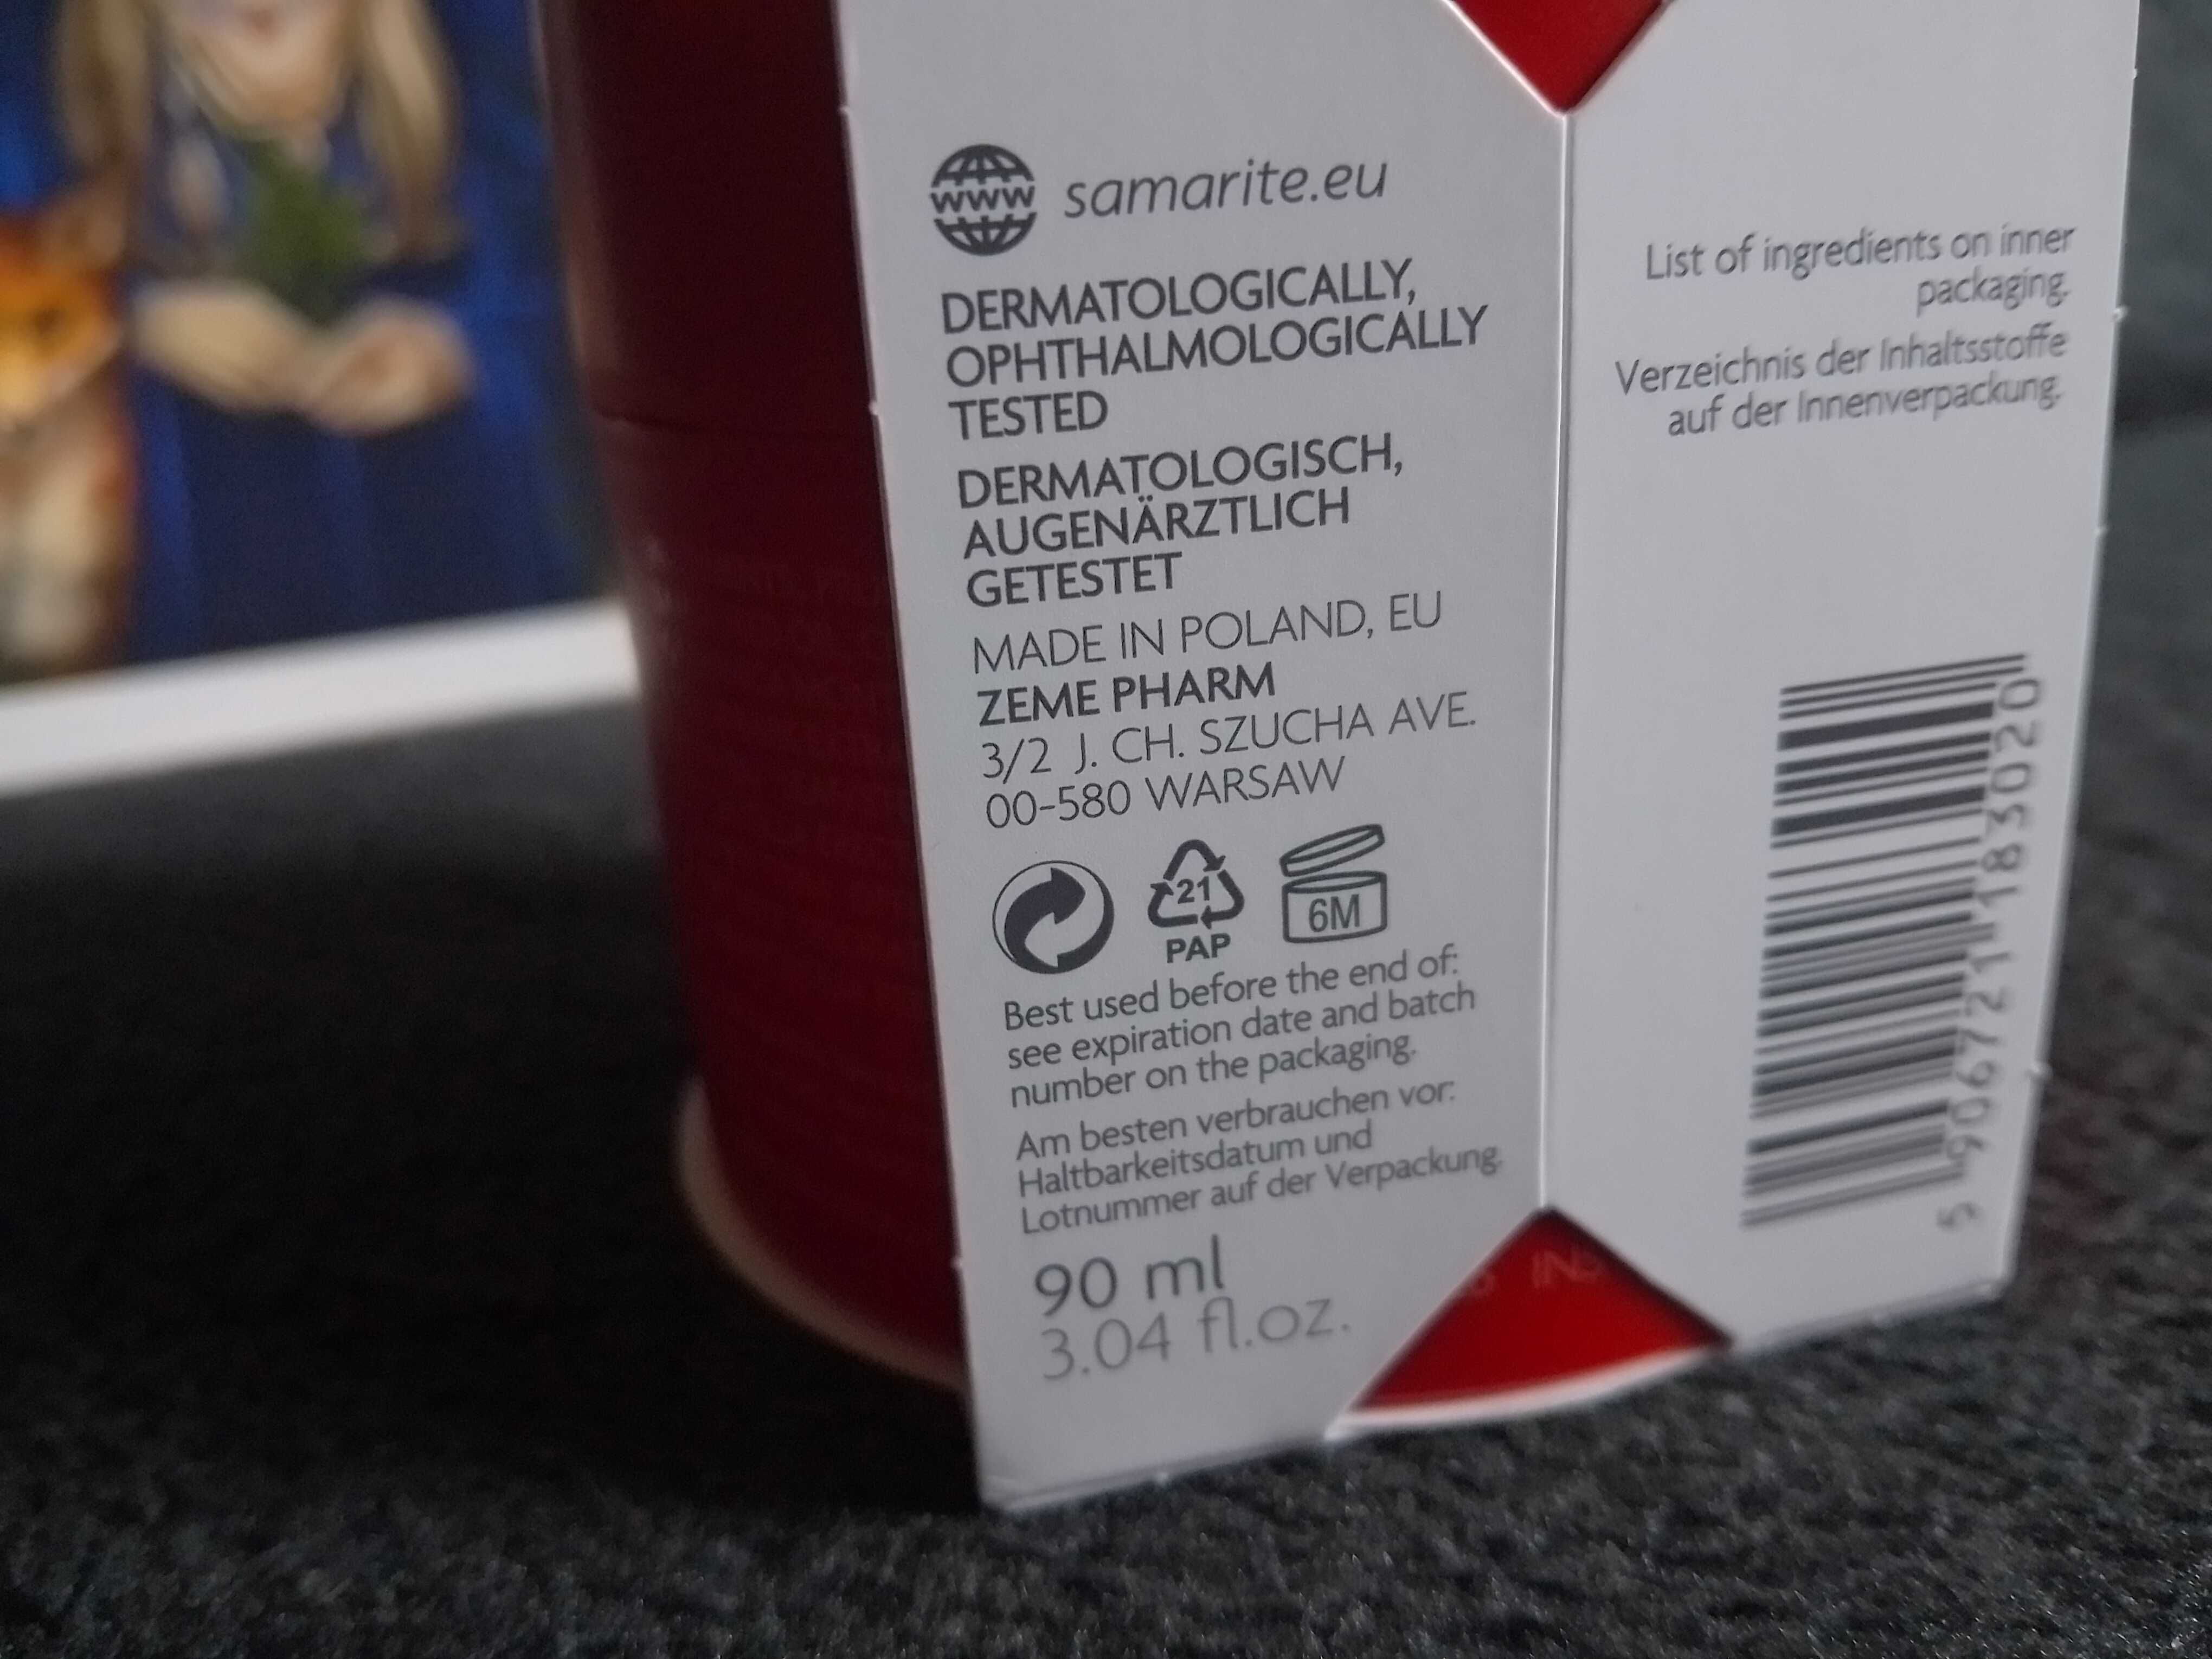 www samarite.eu
DERMATOLOGICALLY,
OPHTHALMOLOGICALLY
TESTED
DERMATOLOGISCH,
AUGENÄRZTLICH
GETESTET
MADE IN POLAND, EU
ZEME PHARM
3/2 J. CH. SZUCHA AVE.
00-580 WARSAW
21
PAP
6M
Best used before the end of:
see expiration date and batch
number on the packaging.
Am besten verbrauchen vor:
Haltbarkeitsdatum und
Lotnummer auf der Verpackung.
90 ml
3.04 fl.oz.
List of ingredients on inner
packaging.
Verzeichnis der Inhaltsstoffe
auf der Innenverpackung.
5 906721 183020